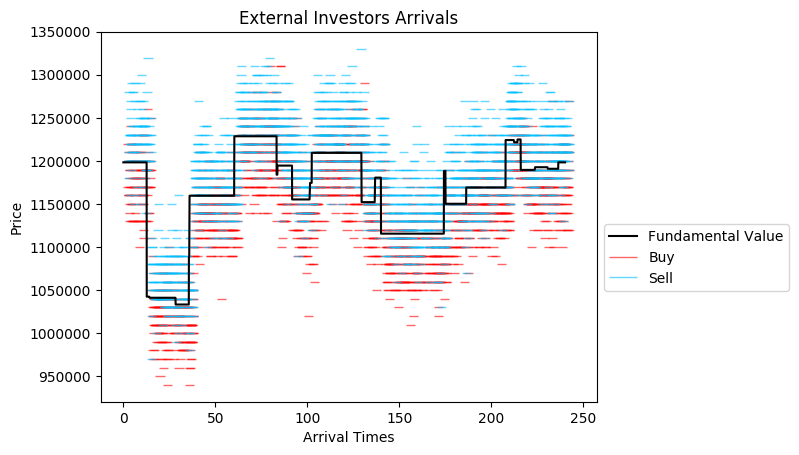 External Investors Arrivals
Price
1350000
1300000
1250000
1200000
1150000
1100000
1050000
1000000
950000
0 50 100 150 200 250
Arrival Times
Fundamental Value
Buy
Sell